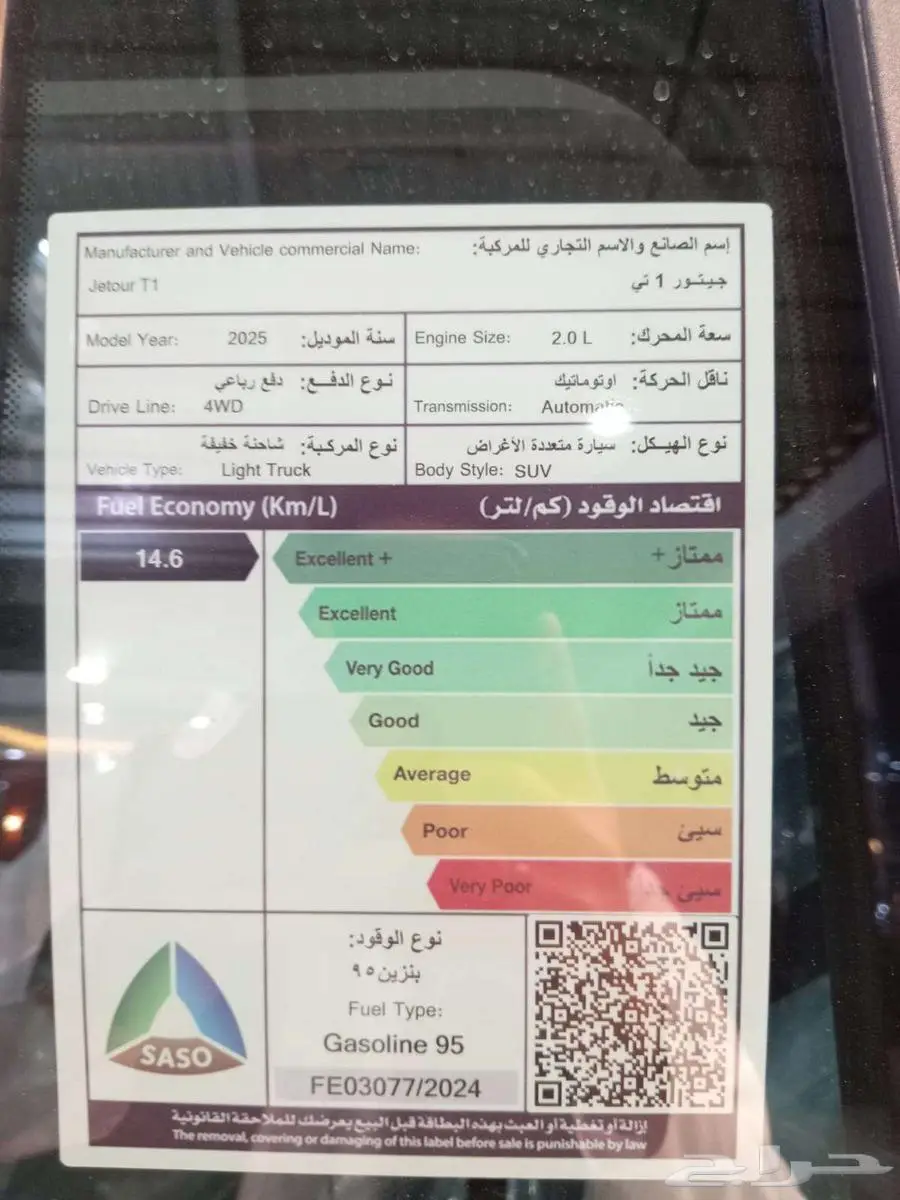 Manufacturer and Vehicle commercial Name: إسم الصانع والاسم التجاري للمركبة:
Jetour T1 جيتور 1 تي
Model Year: 2025 سنة الموديل:
Engine Size: 2.0 L سعة المحرك:
نوع الدفع: دفع رباعي
Drive Line: 4WD
ناقل الحركة: اوتوماتيك
Transmission: Automatic
نوع المركبة: شاحنة خفيفة
Vehicle Type: Light Truck
نوع الهيكل: سيارة متعددة الأغراض
Body Style: SUV
Fuel Economy (Km/L) اقتصاد الوقود (كم/لتر)
14.6
Excellent + ممتاز +
Excellent ممتاز
Very Good جيد جداً
Good جيد
Average متوسط
Poor سيئ
Very Poor سيئ
SASO
نوع الوقود:
بنزين ٩٥
Fuel Type:
Gasoline 95
FE03077/2024
إزالة أو تغطية أو العبث بهذه البطاقة قبل البيع يعرضك للملاحقة القانونية
The removal, covering or damaging of this label before sale is punishable by law
حراج